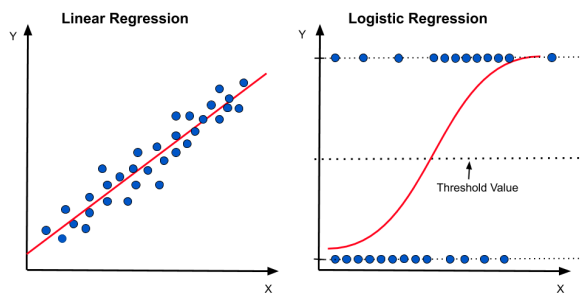 Linear Regression
Y
X
Logistic Regression
Y
Threshold Value
X